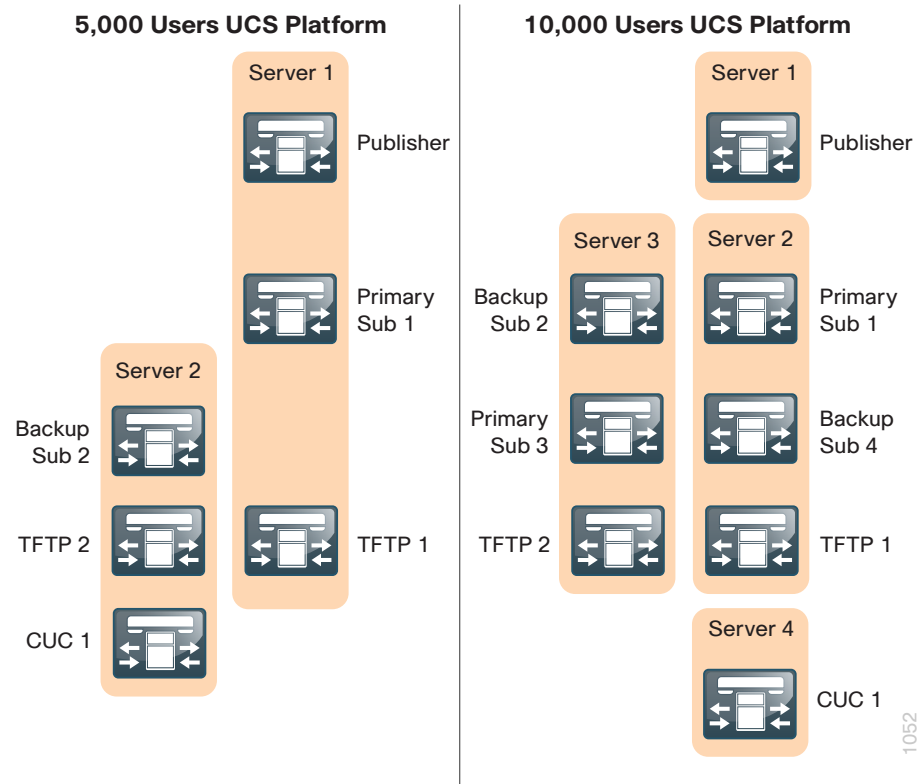 5,000 Users UCS Platform
Server 1
Publisher
Primary
Sub 1
Server 2
Backup
Sub 2
TFTP 2
TFTP 1
CUC 1
10,000 Users UCS Platform
Server 1
Publisher
Server 3
Server 2
Backup
Sub 2
Primary
Sub 1
Primary
Sub 3
Backup
Sub 4
TFTP 2
TFTP 1
Server 4
CUC 1
1052